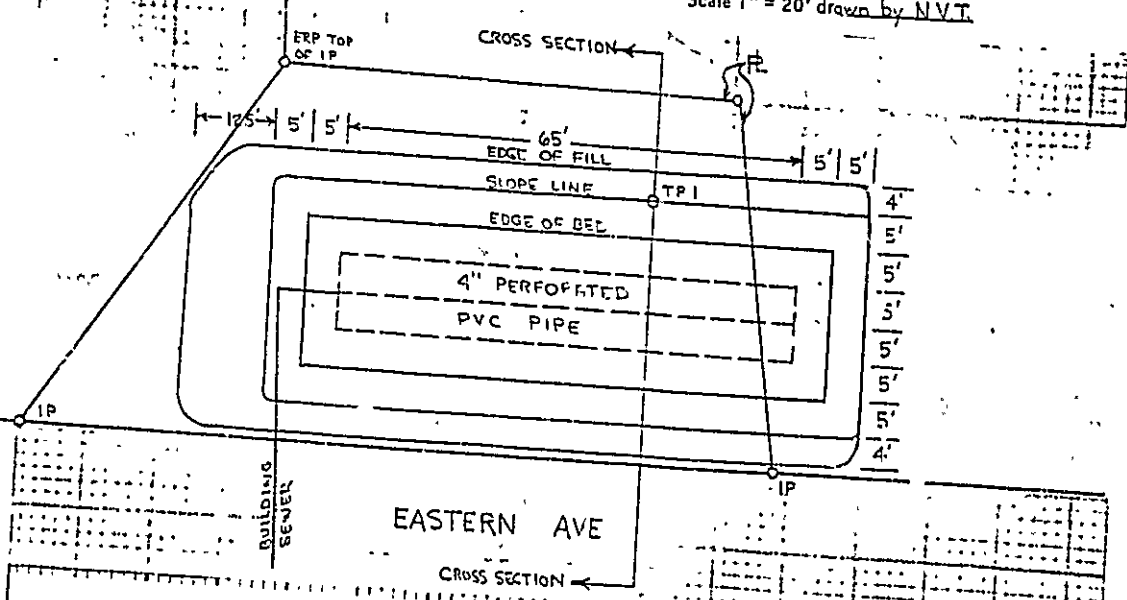 Scale 1" = 20' drawn by N.V.T.
ERP TOP
OF IP
CROSS SECTION
PL
125'
5'
5'
65'
5'
5'
EDGE OF FILL
SLOPE LINE
TP 1
4'
EDGE OF BED
5'
5'
4" PERFORATED
5'
PVC PIPE
5'
5'
5'
4'
IP
IP
BUILDING
SEWER
EASTERN AVE
CROSS SECTION